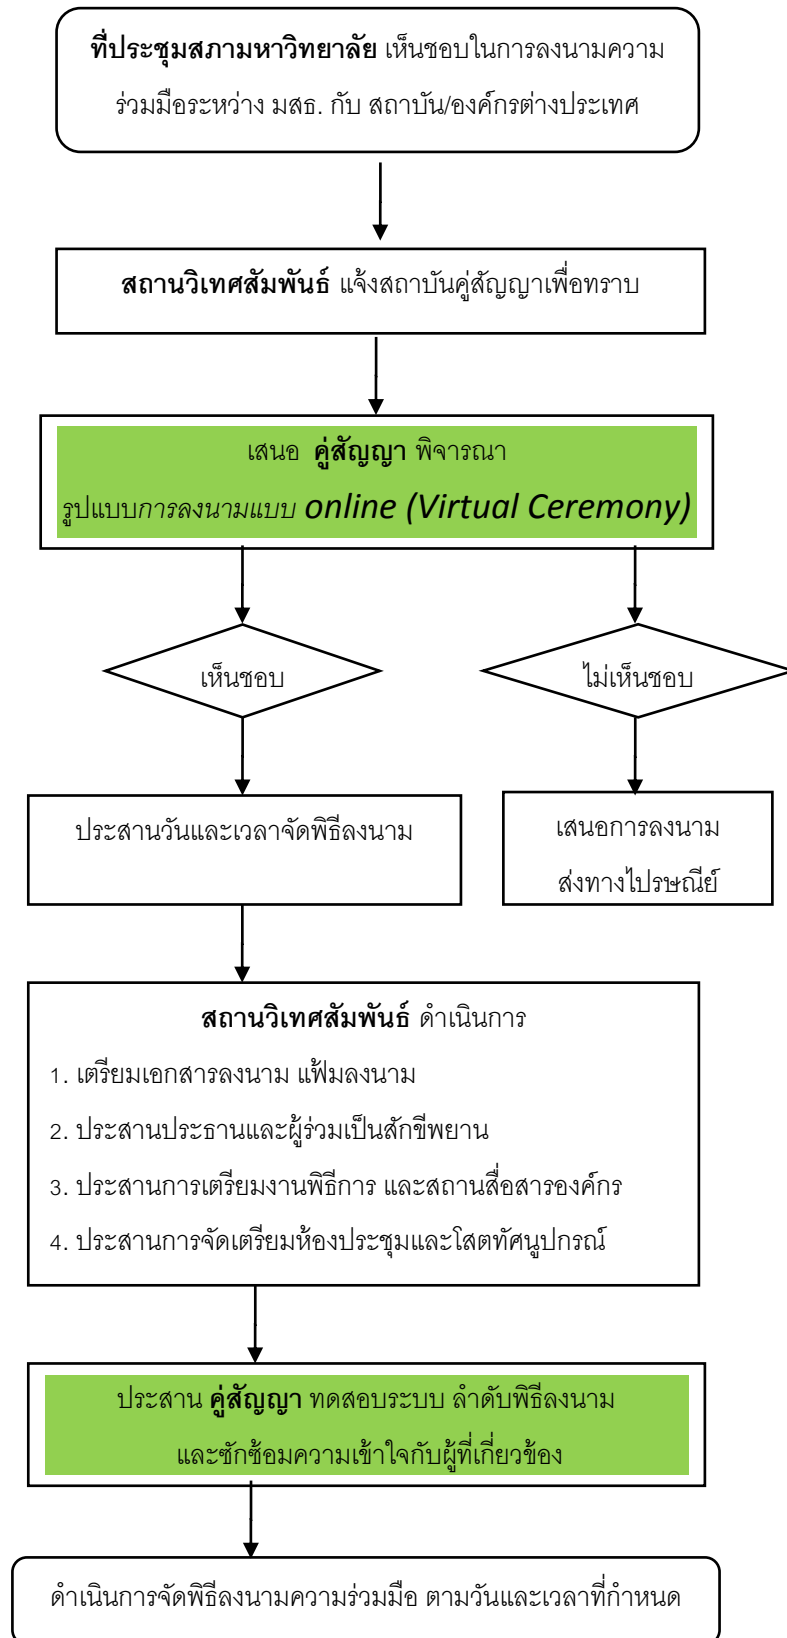 ที่ประชุมสภามหาวิทยาลัย เห็นชอบในการลงนามความ
ร่วมมือระหว่าง มสธ. กับ สถาบัน/องค์กรต่างประเทศ
สถานวิเทศสัมพันธ์ แจ้งสถาบันคู่สัญญาเพื่อทราบ
เสนอ คู่สัญญา พิจารณา
รูปแบบการลงนามแบบ online (Virtual Ceremony)
เห็นชอบ
ไม่เห็นชอบ
ประสานวันและเวลาจัดพิธีลงนาม
เสนอการลงนาม
ส่งทางไปรษณีย์
สถานวิเทศสัมพันธ์ ดำเนินการ
1. เตรียมเอกสารลงนาม แฟ้มลงนาม
2. ประสานประธานและผู้ร่วมเป็นสักขีพยาน
3. ประสานการเตรียมงานพิธีการ และสถานสื่อสารองค์กร
4. ประสานการจัดเตรียมห้องประชุมและโสตทัศนูปกรณ์
ประสาน คู่สัญญา ทดสอบระบบ ลำดับพิธีลงนาม
และซักซ้อมความเข้าใจกับผู้ที่เกี่ยวข้อง
ดำเนินการจัดพิธีลงนามความร่วมมือ ตามวันและเวลาที่กำหนด